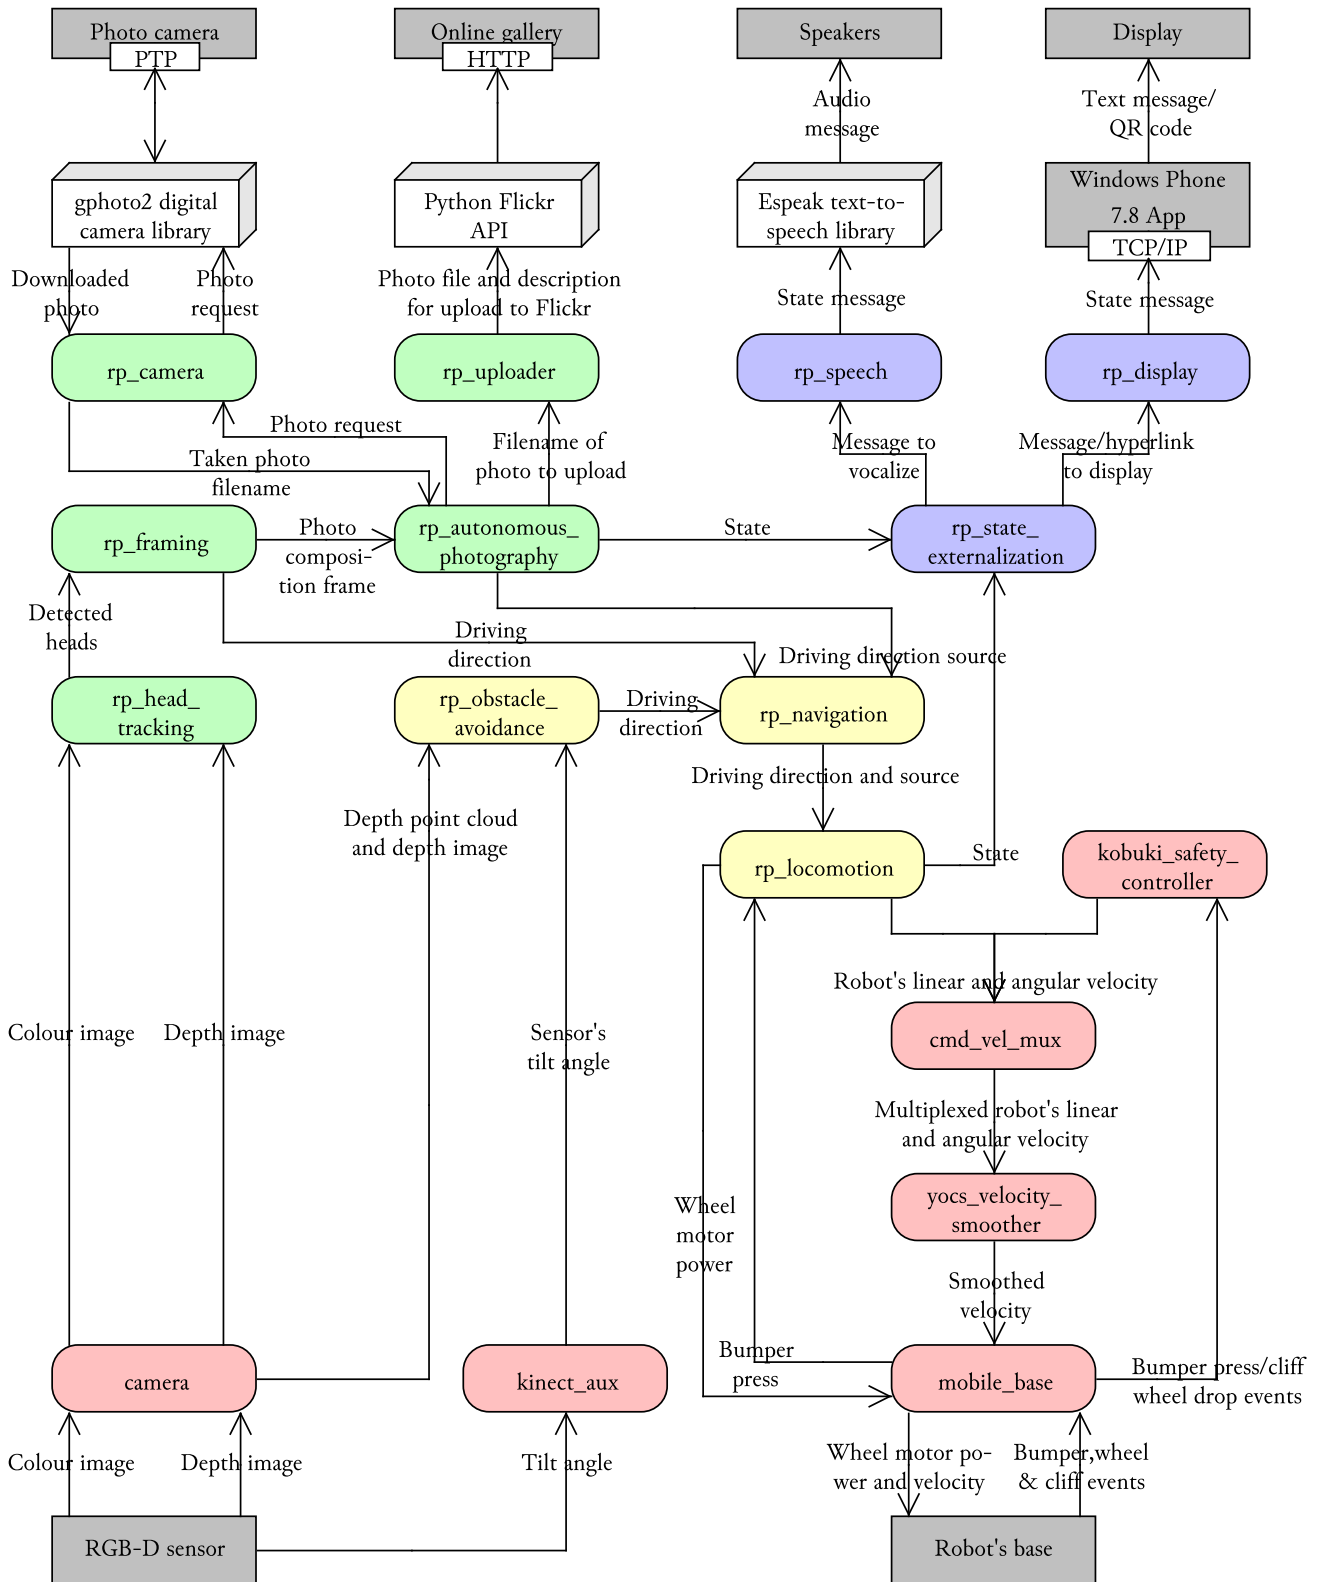 Photo camera
PTP
Online gallery
HTTP
Speakers
Display
Audio
message
Text message/
QR code
gphoto2 digital
camera library
Python Flickr
API
Espeak text-to-
speech library
Windows Phone
7.8 App
TCP/IP
Downloaded
photo
Photo
request
Photo file and description
for upload to Flickr
State message
State message
rp_camera
rp_uploader
rp_speech
rp_display
Photo request
Taken photo
filename
Filename of
photo to upload
Message to
vocalize
Message/hyperlink
to display
rp_framing
Photo
composi-
tion frame
rp_autonomous_
photography
State
rp_state_
externalization
Detected
heads
Driving
direction
Driving direction source
rp_head_
tracking
rp_obstacle_
avoidance
Driving
direction
rp_navigation
Driving direction and source
Depth point cloud
and depth image
rp_locomotion
State
kobuki_safety_
controller
Robot's linear and angular velocity
Colour image
Depth image
Sensor's
tilt angle
cmd_vel_mux
Multiplexed robot's linear
and angular velocity
Wheel
motor
power
yocs_velocity_
smoother
Smoothed
velocity
Bumper
press
camera
kinect_aux
mobile_base
Bumper press/cliff
wheel drop events
Colour image
Depth image
Tilt angle
Wheel motor po-
wer and velocity
Bumper,wheel
& cliff events
RGB-D sensor
Robot's base